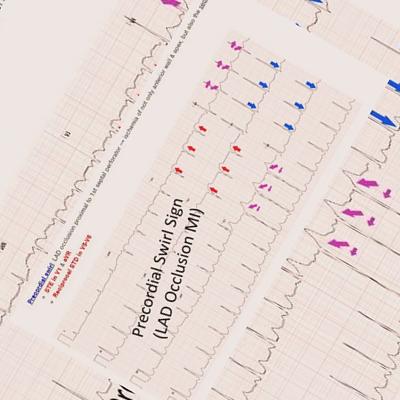 Precordial swirl: LAD occlusion proximal to 1st septal perforator → ischemia of not only anterior wall & apex, but also the
- STE in V1 & aVR
- Reciprocal STD in V5-V6
Precordial Swirl Sign
(LAD Occlusion MI)
II